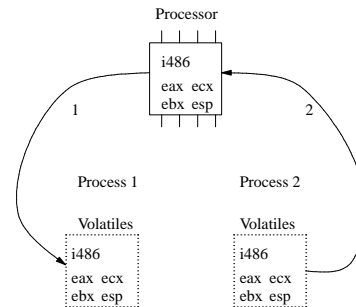 Processor
i486
eax ecx
ebx esp
1
2
Process 1
Process 2
Volatiles
Volatiles
i486
eax ecx
ebx esp
i486
eax ecx
ebx esp